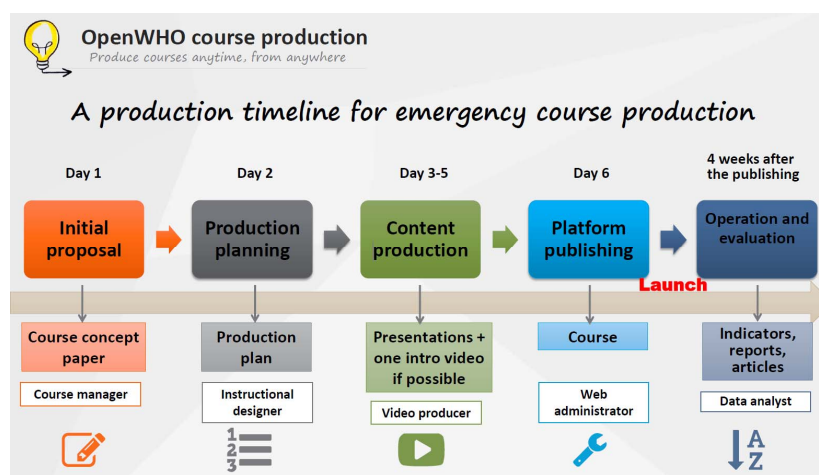 OpenWHO course production
Produce courses anytime, from anywhere
A production timeline for emergency course production
Day 1
Day 2
Day 3-5
Day 6
4 weeks after
the publishing
Initial
proposal
Production
planning
Content
production
Platform
publishing
Operation and
evaluation
Launch
Course concept
paper
Production
plan
Presentations +
one intro video
if possible
Course
Indicators,
reports,
articles
Course manager
Instructional
designer
Video producer
Web
administrator
Data analyst
1
2
3
A
Z